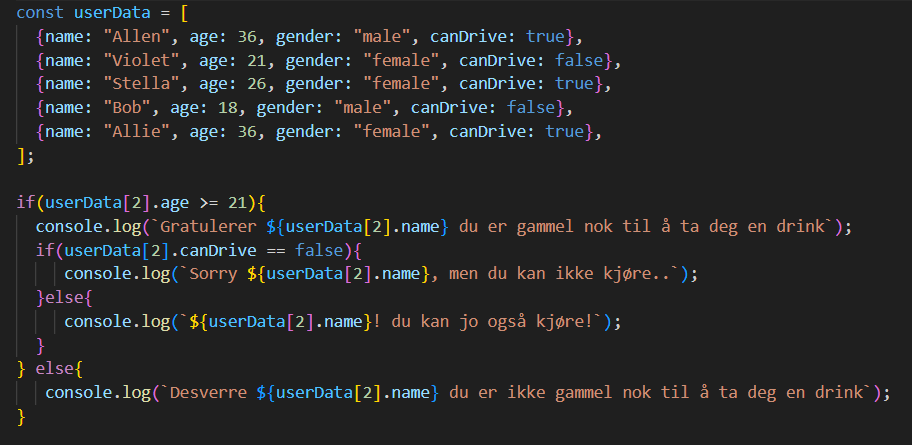 const userData = [
  {name: "Allen", age: 36, gender: "male", canDrive: true},
  {name: "Violet", age: 21, gender: "female", canDrive: false},
  {name: "Stella", age: 26, gender: "female", canDrive: true},
  {name: "Bob", age: 18, gender: "male", canDrive: false},
  {name: "Allie", age: 36, gender: "female", canDrive: true},
];

if(userData[2].age >= 21){
  console.log(`Gratulerer ${userData[2].name} du er gammel nok til å ta deg en drink`);
  if(userData[2].canDrive == false){
     console.log(`Sorry ${userData[2].name}, men du kan ikke kjøre..`);
  }else{
     console.log(`${userData[2].name}! du kan jo også kjøre!`);
  }
} else{
   console.log(`Desverre ${userData[2].name} du er ikke gammel nok til å ta deg en drink`);
}